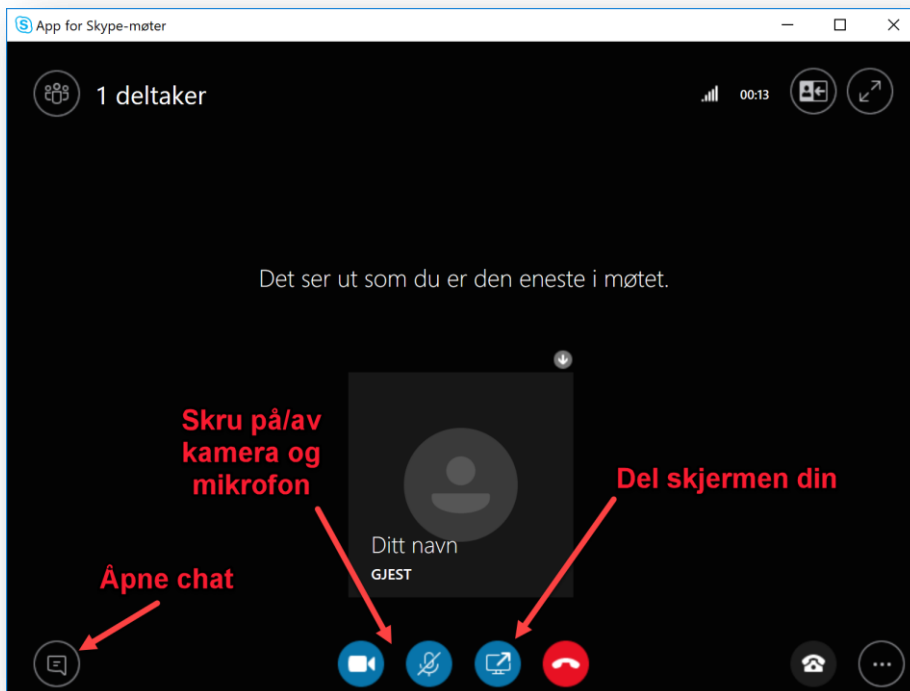 App for Skype-møter
1 deltaker
00:13
Det ser ut som du er den eneste i møtet.
Skru på/av
kamera og
mikrofon
Del skjermen din
Ditt navn
GJEST
Åpne chat